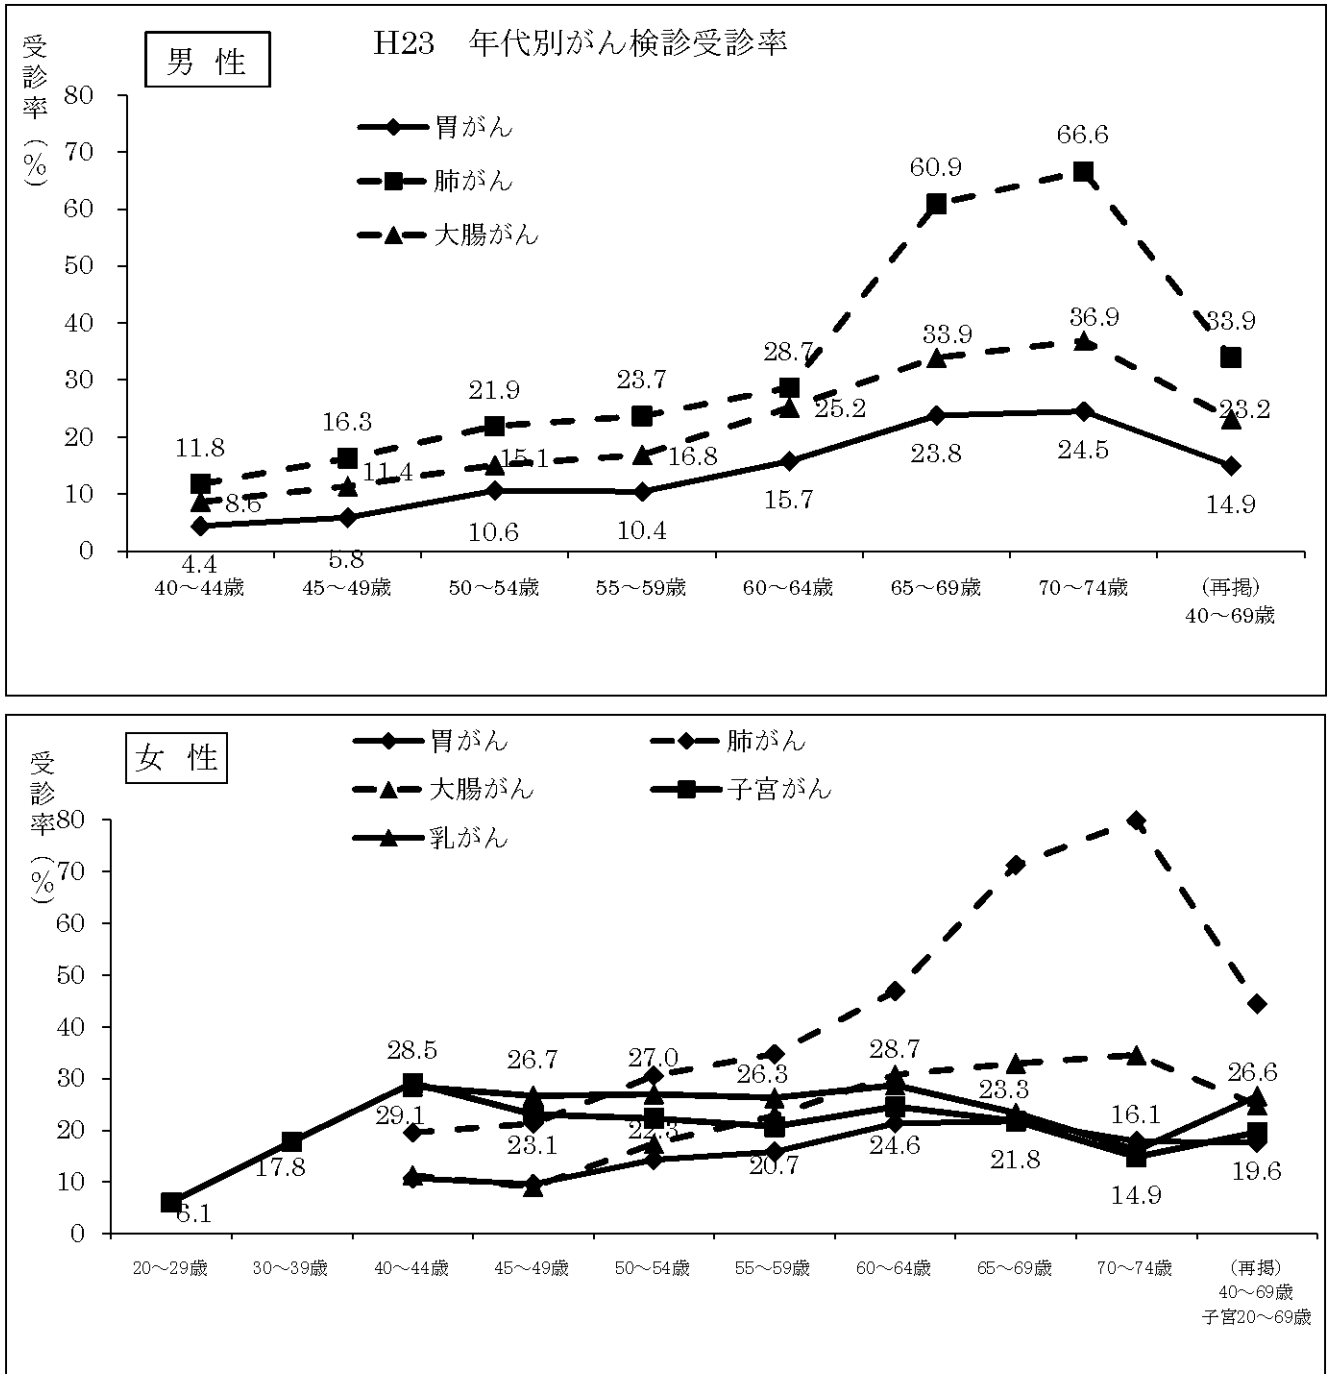 H23 年代別がん検診受診率
男 性
受診率(%)
胃がん
肺がん
大腸がん
80
70
60
50
40
30
20
10
0
11.8
16.3
21.9
23.7
28.7
60.9
66.6
33.9
8.6
11.4
15.1
16.8
25.2
33.9
36.9
23.2
4.4
5.8
10.6
10.4
15.7
23.8
24.5
14.9
40～44歳
45～49歳
50～54歳
55～59歳
60～64歳
65～69歳
70～74歳
(再掲)
40～69歳
女 性
受診率(%)
胃がん
肺がん
大腸がん
子宮がん
乳がん
80
70
60
50
40
30
20
10
0
28.5
26.7
27.0
26.3
28.7
23.3
16.1
26.6
6.1
17.8
29.1
23.1
22.3
20.7
24.6
21.8
14.9
19.6
20～29歳
30～39歳
40～44歳
45～49歳
50～54歳
55～59歳
60～64歳
65～69歳
70～74歳
(再掲)
40～69歳
子宮20～69歳